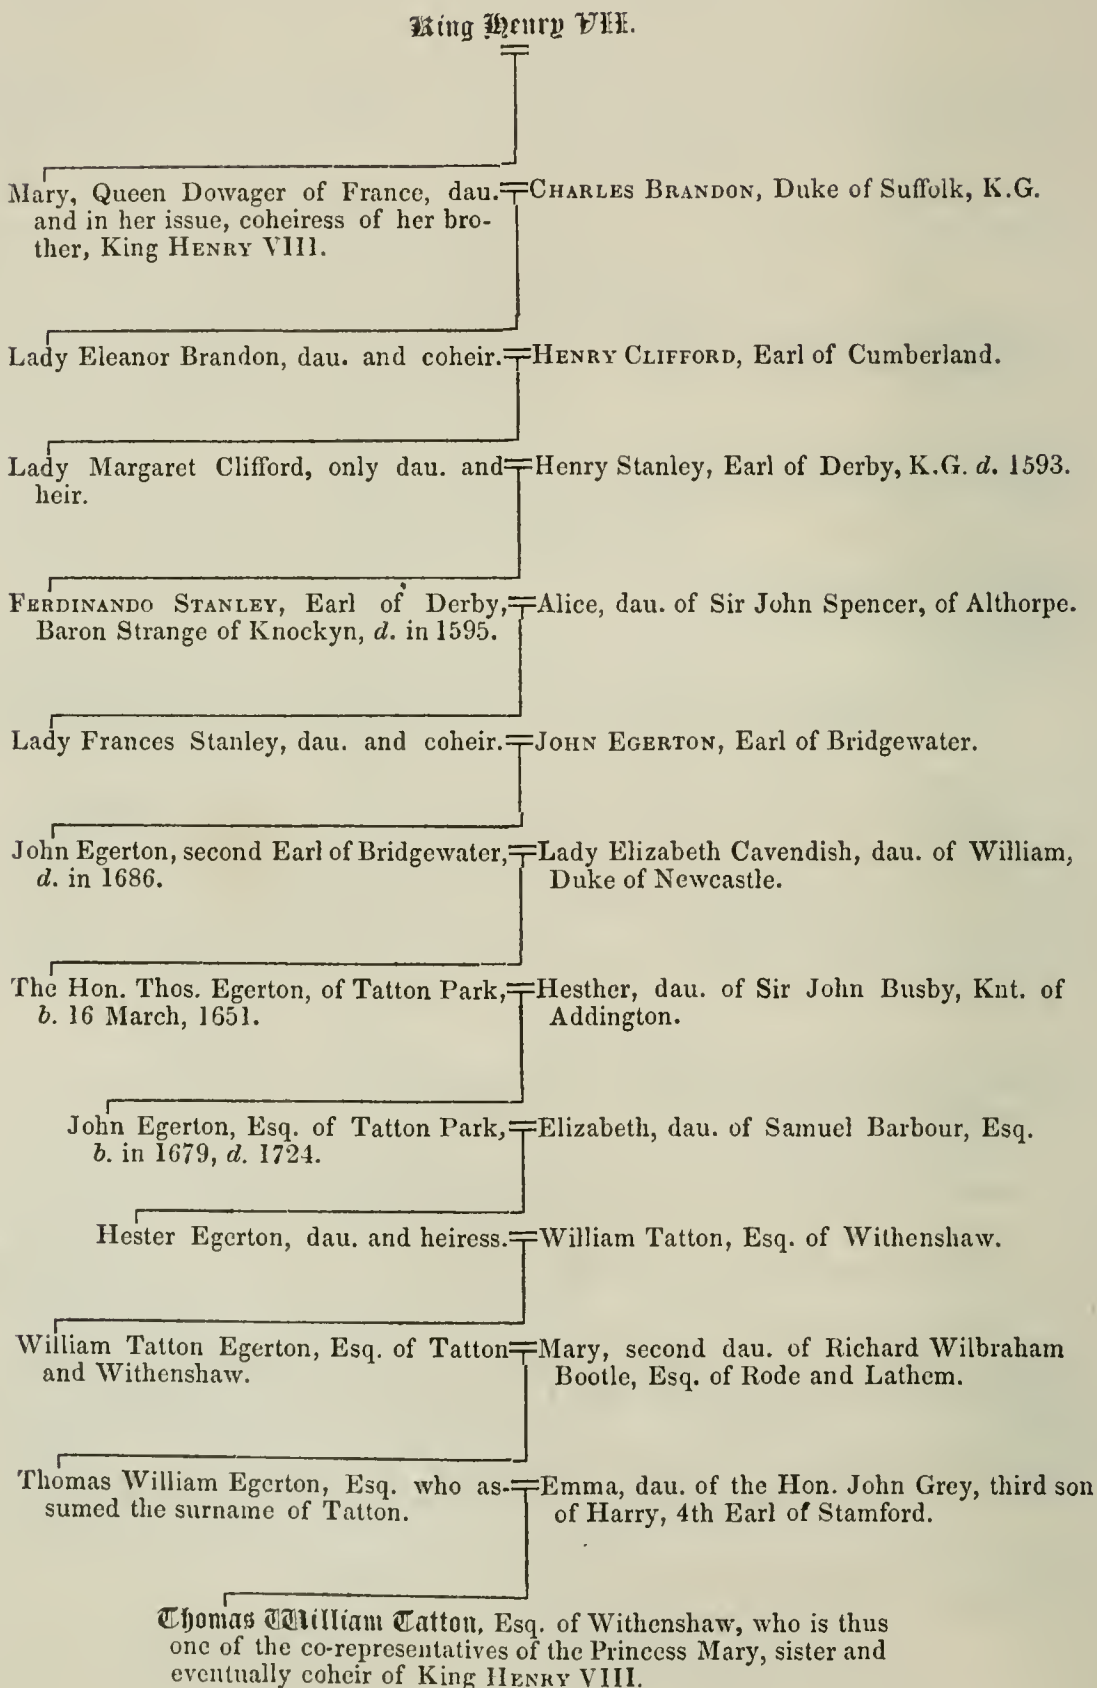 King Henry VII.
Mary, Queen Dowager of France, dau.
and in her issue, coheiress of her bro-
ther, King HENRY VIII.
CHARLES BRANDON, Duke of Suffolk, K.G.
Lady Eleanor Brandon, dau. and coheir.
HENRY CLIFFORD, Earl of Cumberland.
Lady Margaret Clifford, only dau. and
heir.
Henry Stanley, Earl of Derby, K.G. d. 1593.
FERDINANDO STANLEY, Earl of Derby,
Baron Strange of Knockyn, d. in 1595.
Alice, dau. of Sir John Spencer, of Althorpe.
Lady Frances Stanley, dau. and coheir.
JOHN EGERTON, Earl of Bridgewater.
John Egerton, second Earl of Bridgewater,
d. in 1686.
Lady Elizabeth Cavendish, dau. of William,
Duke of Newcastle.
The Hon. Thos. Egerton, of Tatton Park,
b. 16 March, 1651.
Hesther, dau. of Sir John Busby, Knt. of
Addington.
John Egerton, Esq. of Tatton Park,
b. in 1679, d. 1724.
Elizabeth, dau. of Samuel Barbour, Esq.
Hester Egerton, dau. and heiress.
William Tatton, Esq. of Withenshaw.
William Tatton Egerton, Esq. of Tatton
and Withenshaw.
Mary, second dau. of Richard Wilbraham
Bootle, Esq. of Rode and Lathem.
Thomas William Egerton, Esq. who as-
sumed the surname of Tatton.
Emma, dau. of the Hon. John Grey, third son
of Harry, 4th Earl of Stamford.
Thomas William Tatton, Esq. of Withenshaw, who is thus
one of the co-representatives of the Princess Mary, sister and
eventually coheir of King HENRY VIII.